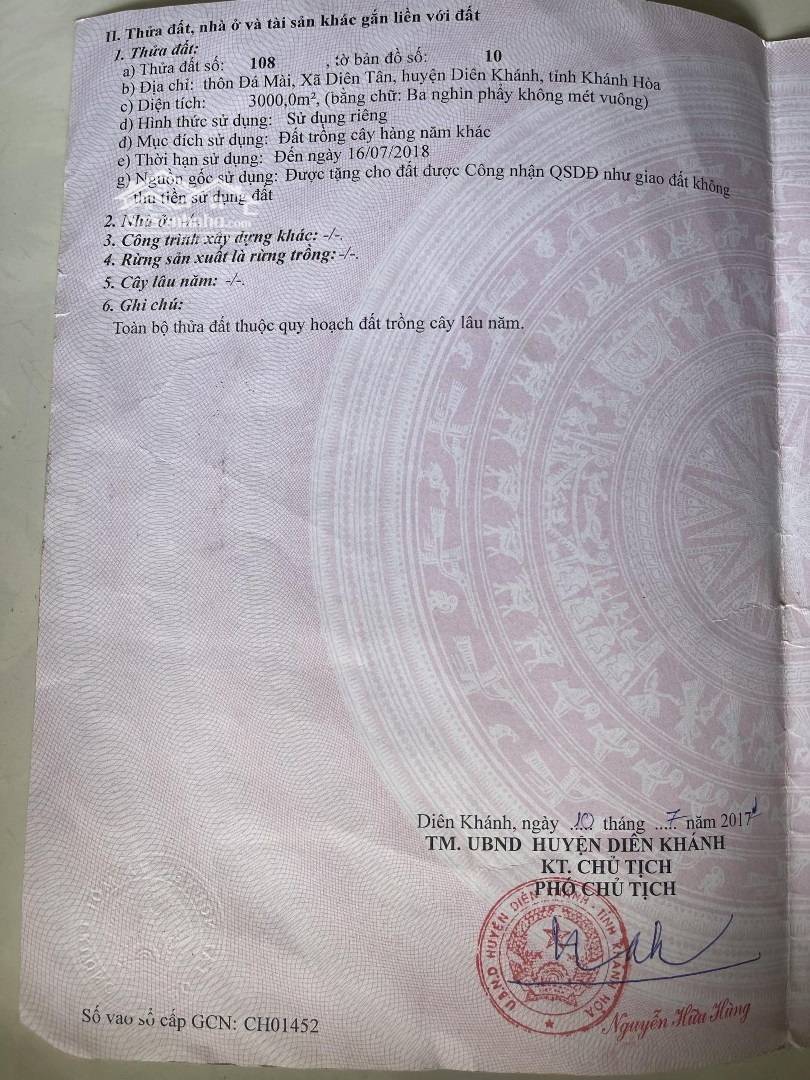 II. Thửa đất, nhà ở và tài sản khác gắn liền với đất
1. Thửa đất:
a) Thửa đất số: 108 , tờ bản đồ số: 10
b) Địa chỉ: thôn Đá Mài, Xã Diên Tân, huyện Diên Khánh, tỉnh Khánh Hòa
c) Diện tích: 3000,0m², (bằng chữ: Ba nghìn phẩy không mét vuông)
d) Hình thức sử dụng: Sử dụng riêng
đ) Mục đích sử dụng: Đất trồng cây hàng năm khác
e) Thời hạn sử dụng: Đến ngày 16/07/2018
g) Nguồn gốc sử dụng: Được tặng cho đất được Công nhận QSDĐ như giao đất không
thu tiền sử dụng đất
2. Nhà ở: -/-
3. Công trình xây dựng khác: -/-.
4. Rừng sản xuất là rừng trồng: -/-.
5. Cây lâu năm: -/-.
6. Ghi chú:
Toàn bộ thửa đất thuộc quy hoạch đất trồng cây lâu năm.
Diên Khánh, ngày 10 tháng 7 năm 2017
TM. UBND HUYỆN DIÊN KHÁNH
KT. CHỦ TỊCH
PHÓ CHỦ TỊCH
U.B.N.D HUYỆN DIÊN KHÁNH - TỈNH KHÁNH HÒA
Nguyễn Hữu Hùng
Số vào sổ cấp GCN: CH01452